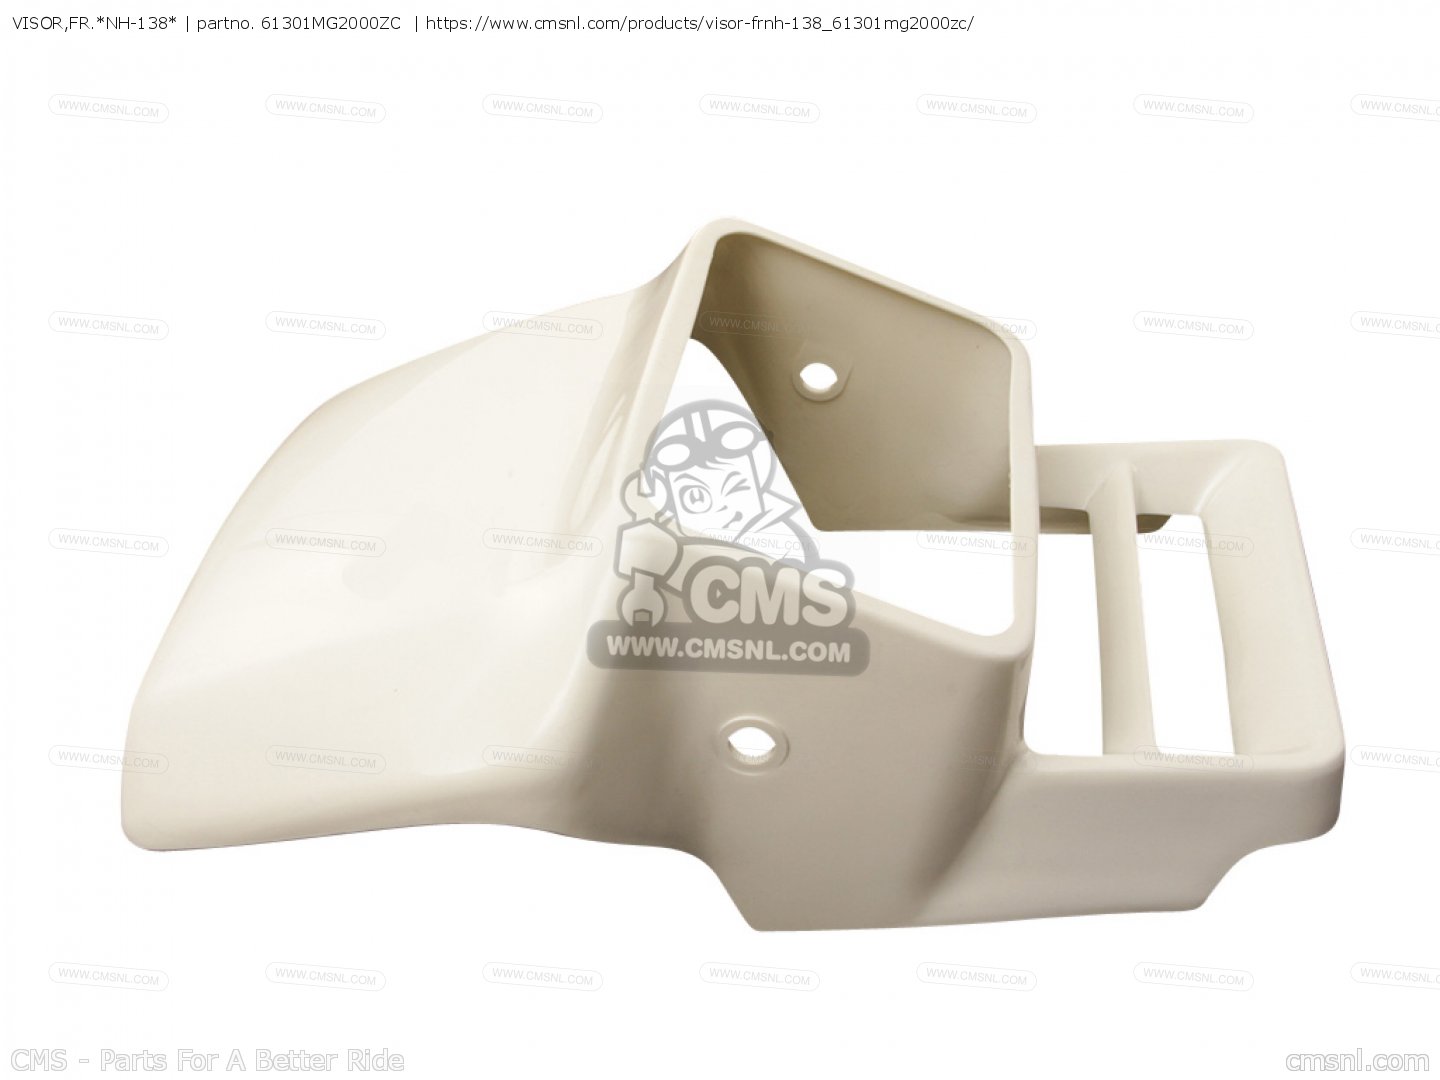 VISOR,FR.*NH-138* | partno. 61301MG2000ZC | https://www.cmsnl.com/products/visor-frnh-138_61301mg2000zc/
WWW.CMSNL.COM WWW.CMSNL.COM WWW.CMSNL.COM WWW.CMSNL.COM WWW.CMSNL.COM WWW.CMSNL.COM WWW.CMSNL
WWW.CMSNL.COM WWW.CMSNL.COM WWW.CMSNL.COM WWW.CMSNL.COM WWW.CMSNL.COM WWW.CMSNL.COM WWW.CMSNL
WWW.CMSNL.COM WWW.CMSNL.COM WWW.CMSNL.COM WWW.CMSNL.COM WWW.CMSNL.COM WWW.CMSNL.COM WWW.CMSNL
CMS
WWW.CMSNL.COM
WWW.CMSNL.COM WWW.CMSNL.COM WWW.CMSNL.COM WWW.CMSNL.COM WWW.CMSNL.COM WWW.CMSNL.COM WWW.CMSNL
WWW.CMSNL.COM WWW.CMSNL.COM WWW.CMSNL.COM WWW.CMSNL.COM WWW.CMSNL.COM WWW.CMSNL.COM WWW.CMSNL
CMS - Parts For A Better Ride
cmsnl.com